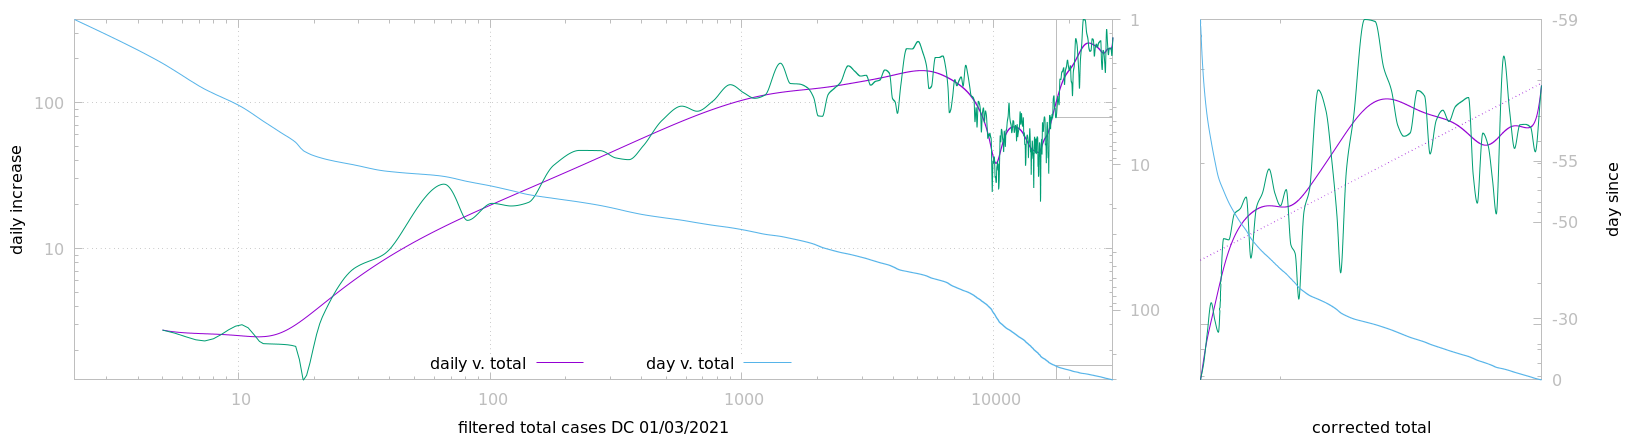 daily increase
100
10
daily v. total
day v. total
1
10
100
10
100
1000
10000
filtered total cases DC 01/03/2021
-59
-55
-50
-30
0
day since
corrected total